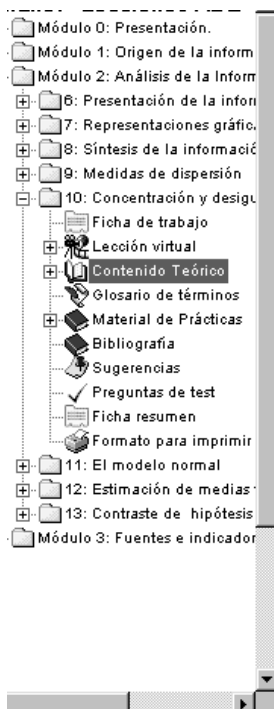 Módulo 0: Presentación.
Módulo 1: Origen de la inform
Módulo 2: Análisis de la Inform
6: Presentación de la infor
7: Representaciones gráfic
8: Síntesis de la informació
9: Medidas de dispersión
10: Concentración y desigu
Ficha de trabajo
Lección virtual
Contenido Teórico
Glosario de términos
Material de Prácticas
Bibliografía
Sugerencias
Preguntas de test
Ficha resumen
Formato para imprimir
11: El modelo normal
12: Estimación de medias
13: Contraste de hipótesis
Módulo 3: Fuentes e indicador